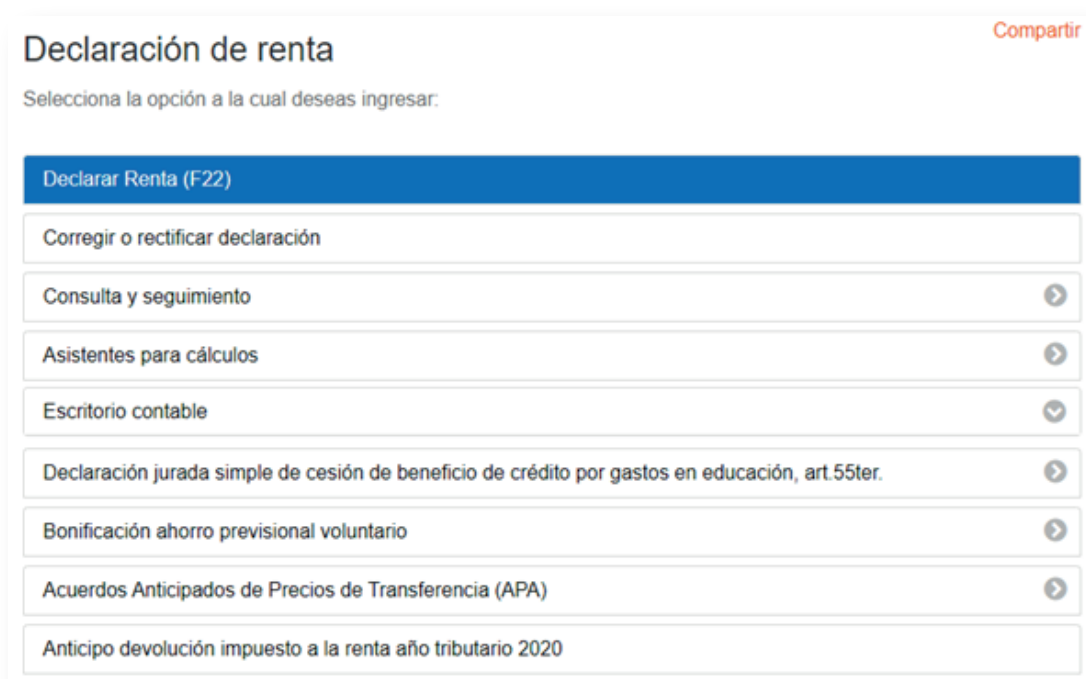 Compartir
Declaración de renta
Selecciona la opción a la cual deseas ingresar:
Declarar Renta (F22)
Corregir o rectificar declaración
Consulta y seguimiento
Asistentes para cálculos
Escritorio contable
Declaración jurada simple de cesión de beneficio de crédito por gastos en educación, art.55ter.
Bonificación ahorro previsional voluntario
Acuerdos Anticipados de Precios de Transferencia (APA)
Anticipo devolución impuesto a la renta año tributario 2020